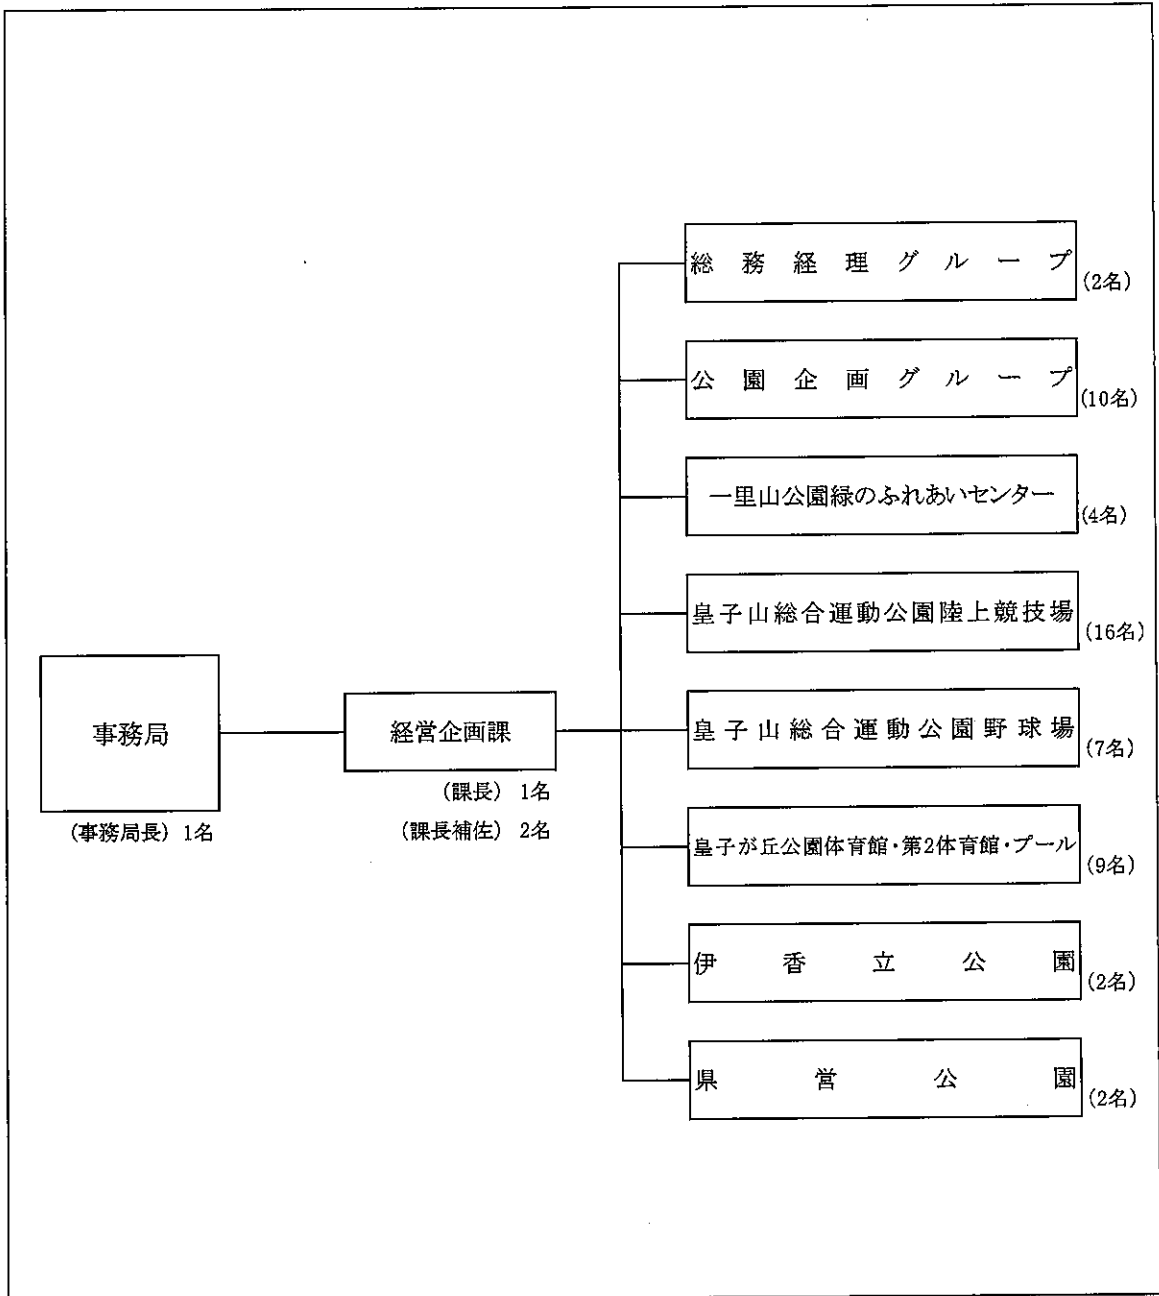 総務経理グループ
(2名)
公園企画グループ
(10名)
一里山公園緑のふれあいセンター
(4名)
皇子山総合運動公園陸上競技場
(16名)
事務局
(事務局長) 1名
経営企画課
(課長) 1名
(課長補佐) 2名
皇子山総合運動公園野球場
(7名)
皇子が丘公園体育館・第2体育館・プール
(9名)
伊香立公園
(2名)
県営公園
(2名)